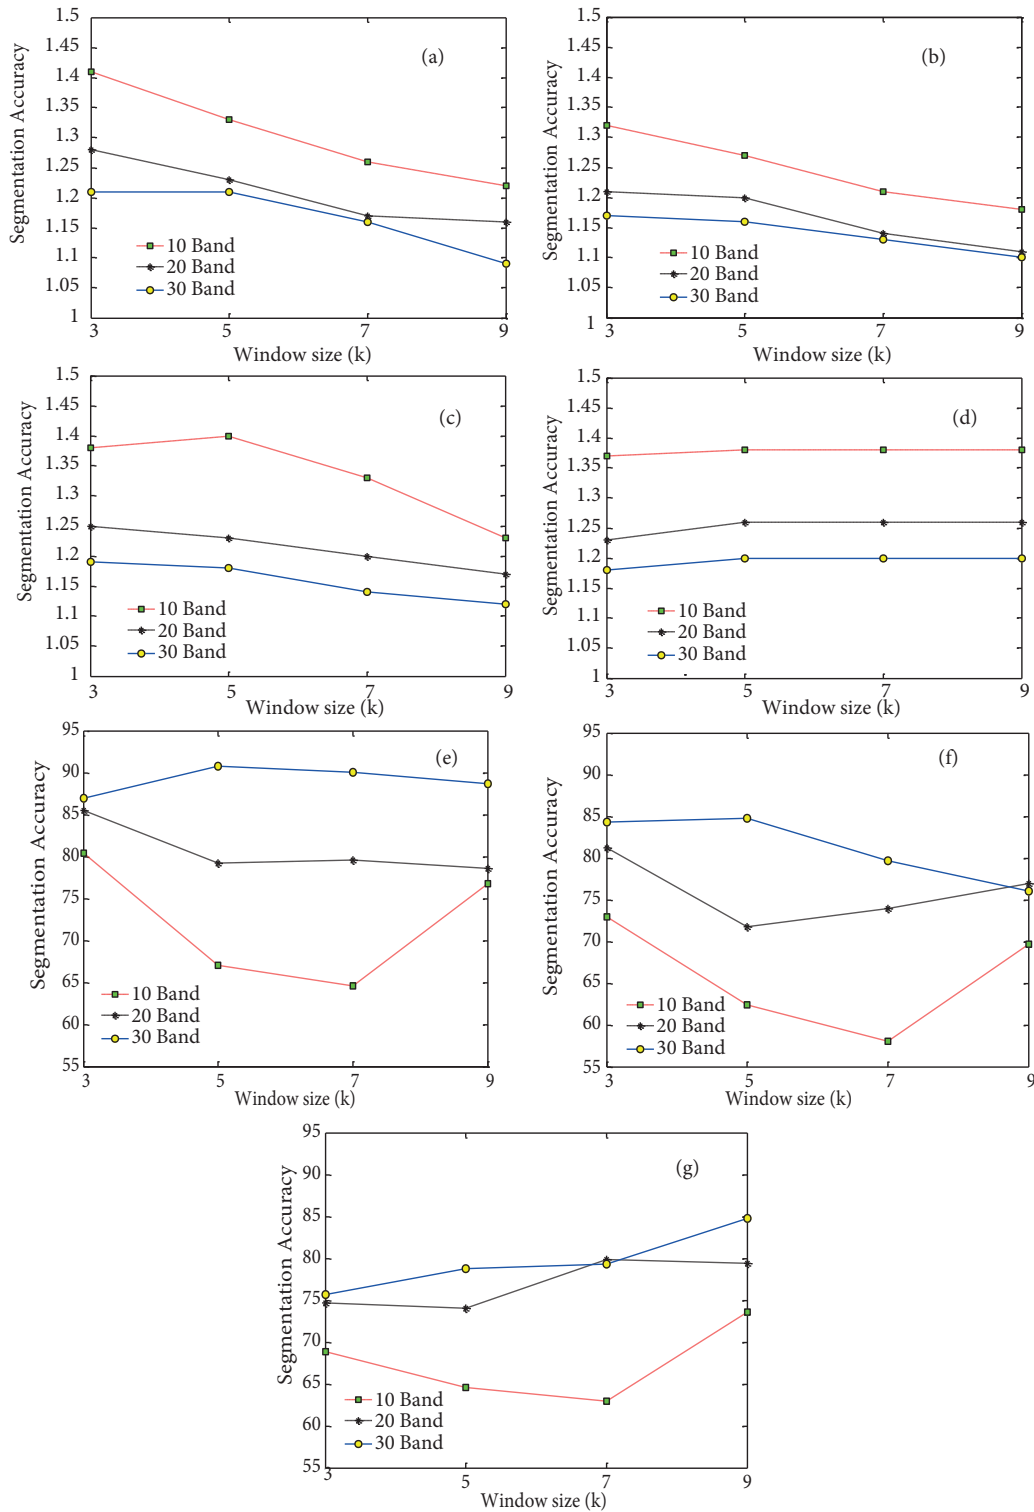 1.5
1.45
1.4
1.35
1.3
1.25
1.2
1.15
1.1
1.05
1
Segmentation Accuracy
(a)
10 Band
20 Band
30 Band
3 5 7 9
Window size (k)
1.5
1.45
1.4
1.35
1.3
1.25
1.2
1.15
1.1
1.05
1
Segmentation Accuracy
(b)
10 Band
20 Band
30 Band
3 5 7 9
Window size (k)
1.5
1.45
1.4
1.35
1.3
1.25
1.2
1.15
1.1
1.05
1
Segmentation Accuracy
(c)
10 Band
20 Band
30 Band
3 5 7 9
Window size (k)
1.5
1.45
1.4
1.35
1.3
1.25
1.2
1.15
1.1
1.05
1
Segmentation Accuracy
(d)
10 Band
20 Band
30 Band
3 5 7 9
Window size (k)
95
90
85
80
75
70
65
60
55
Segmentation Accuracy
(e)
10 Band
20 Band
30 Band
3 5 7 9
Window size (k)
95
90
85
80
75
70
65
60
55
Segmentation Accuracy
(f)
10 Band
20 Band
30 Band
3 5 7 9
Window size (k)
95
90
85
80
75
70
65
60
55
Segmentation Accuracy
(g)
10 Band
20 Band
30 Band
3 5 7 9
Window size (k)